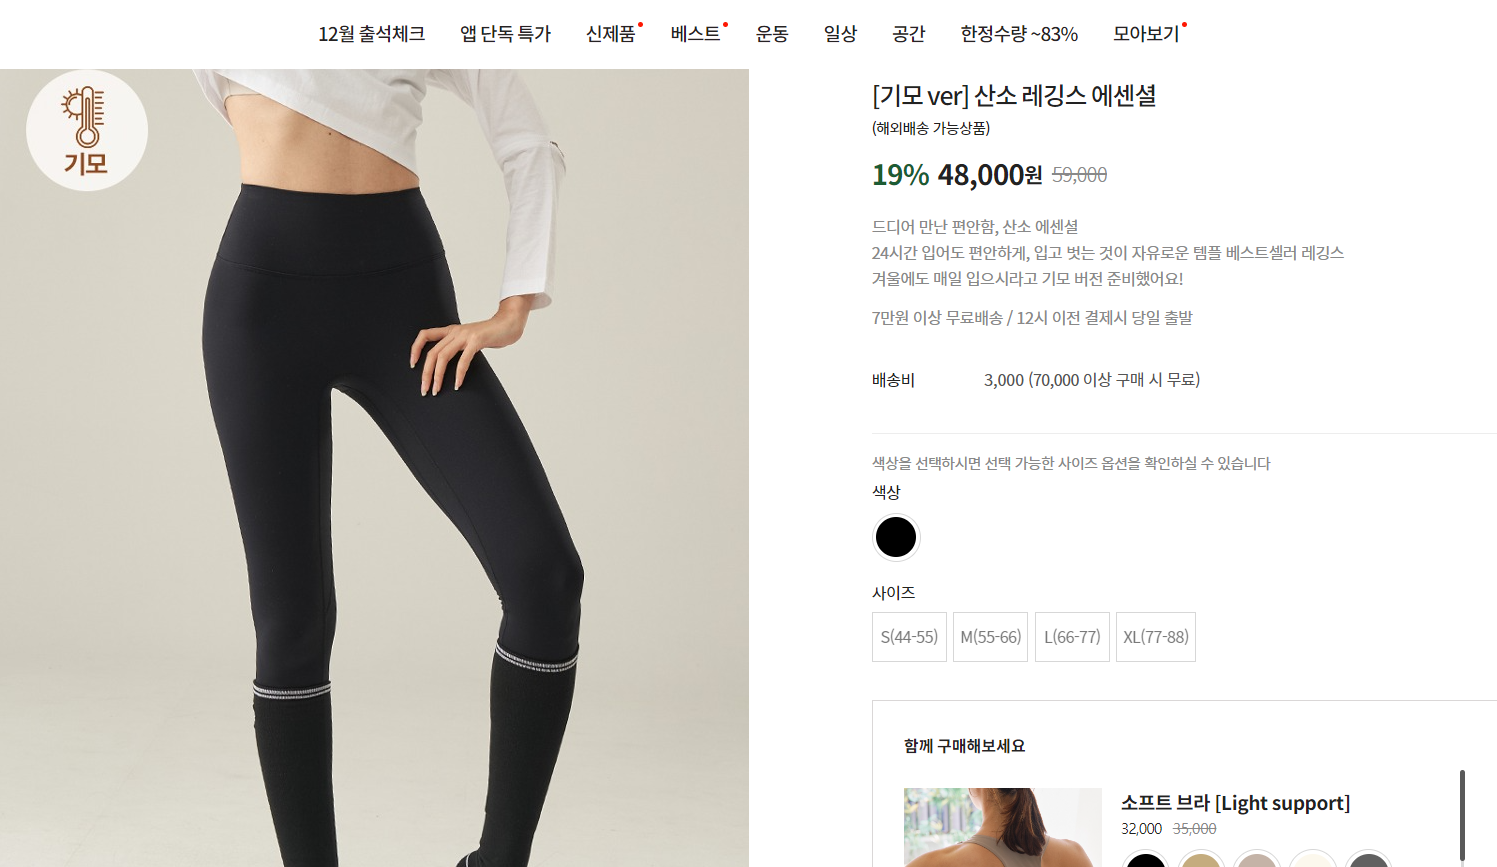 12월 출석체크 앱 단독 특가 신제품 베스트 운동 일상 공간 한정수량 ~83% 모아보기
기모
[기모 ver] 산소 레깅스 에센셜
(해외배송 가능상품)
19% 48,000원 59,000
드디어 만난 편안함, 산소 에센셜
24시간 입어도 편안하게, 입고 벗는 것이 자유로운 템플 베스트셀러 레깅스
겨울에도 매일 입으시라고 기모 버전 준비했어요!
7만원 이상 무료배송 / 12시 이전 결제시 당일 출발
배송비 3,000 (70,000 이상 구매 시 무료)
색상을 선택하시면 선택 가능한 사이즈 옵션을 확인하실 수 있습니다
색상
사이즈
S(44-55) M(55-66) L(66-77) XL(77-88)
함께 구매해보세요
소프트 브라 [Light support]
32,000 35,000